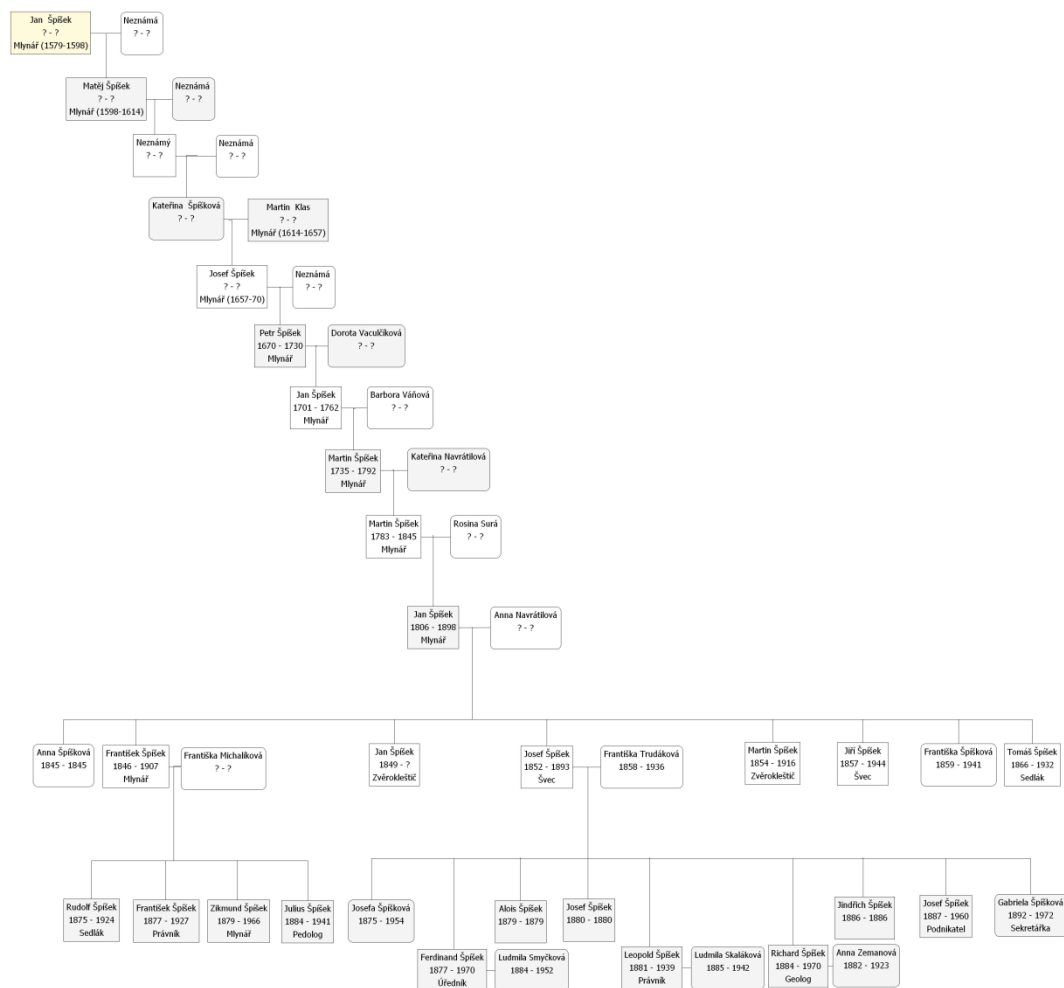 Jan Špíšek
? - ?
Mlynář (1579-1598)
Neznámá
? - ?
Matěj Špíšek
? - ?
Mlynář (1598-1614)
Neznámá
? - ?
Neznámý
? - ?
Neznámá
? - ?
Kateřina Špíšková
? - ?
Martin Klas
? - ?
Mlynář (1614-1657)
Josef Špíšek
? - ?
Mlynář (1657-70)
Neznámá
? - ?
Petr Špíšek
1670 - 1730
Mlynář
Dorota Vaculčíková
? - ?
Jan Špíšek
1701 - 1762
Mlynář
Barbora Váňová
? - ?
Martin Špíšek
1735 - 1792
Mlynář
Kateřina Navrátilová
? - ?
Martin Špíšek
1783 - 1845
Mlynář
Rosina Surá
? - ?
Jan Špíšek
1806 - 1898
Mlynář
Anna Navrátilová
? - ?
Anna Špíšková
1845 - 1845
František Špíšek
1846 - 1907
Mlynář
Františka Michalíková
? - ?
Jan Špíšek
1849 - ?
Zvěrokleštič
Josef Špíšek
1852 - 1893
Švec
Františka Trudáková
1858 - 1936
Martin Špíšek
1854 - 1916
Zvěrokleštič
Jiří Špíšek
1857 - 1944
Švec
Františka Špíšková
1859 - 1941
Tomáš Špíšek
1866 - 1932
Sedlák
Rudolf Špíšek
1875 - 1924
Sedlák
František Špíšek
1877 - 1927
Právník
Zikmund Špíšek
1879 - 1966
Mlynář
Julius Špíšek
1884 - 1941
Pedolog
Josefa Špíšková
1875 - 1954
Ferdinand Špíšek
1877 - 1970
Úředník
Ludmila Smyčková
1884 - 1952
Alois Špíšek
1879 - 1879
Josef Špíšek
1880 - 1880
Leopold Špíšek
1881 - 1939
Právník
Ludmila Skaláková
1885 - 1942
Richard Špíšek
1884 - 1970
Geolog
Anna Zemanová
1882 - 1923
Jindřich Špíšek
1886 - 1886
Josef Špíšek
1887 - 1960
Podnikatel
Gabriela Špíšková
1892 - 1972
Sekretářka